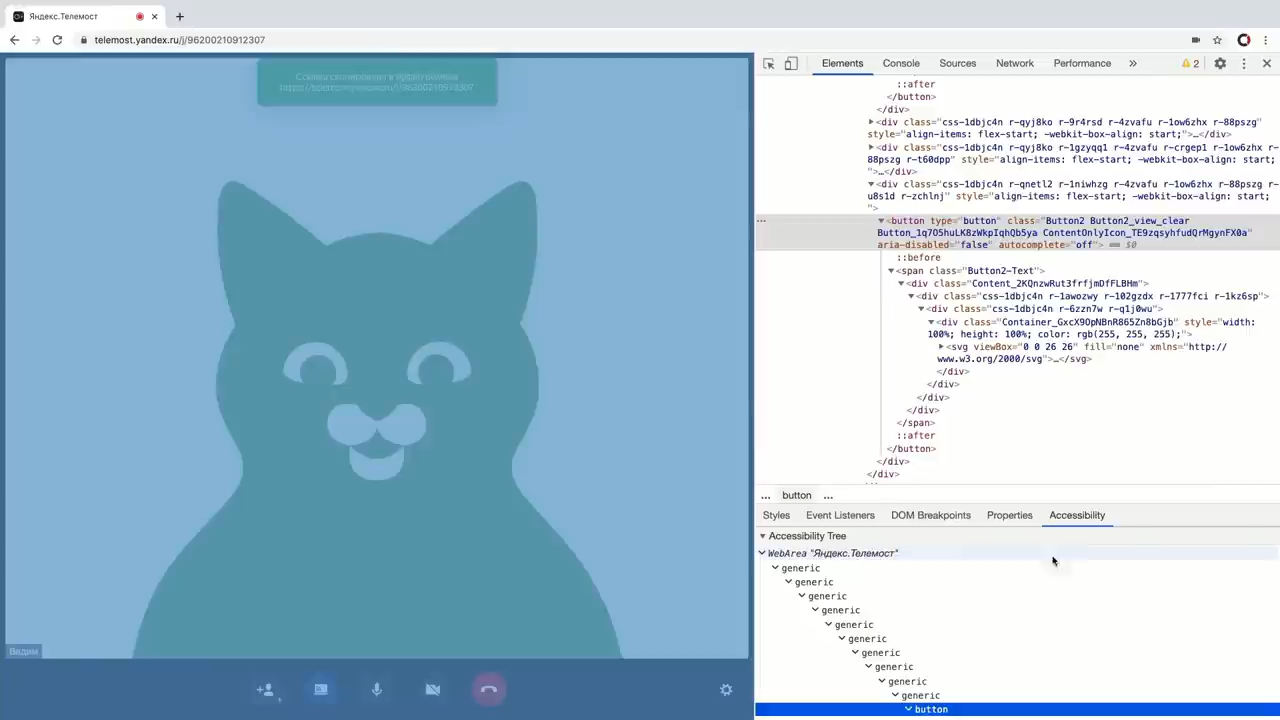 Яндекс.Телемост
telemost.yandex.ru/j/96200210912307
Вадим
Elements
Console
Sources
Network
Performance
2
::after
</button>
</div>
<div class="css-1dbjc4n r-qyj8ko r-9r4rsd r-4zvafu r-1ow6zhx r-88pszg"
style="align-items: flex-start; -webkit-box-align: start;">…</div>
<div class="css-1dbjc4n r-qyj8ko r-1gzyqq1 r-4zvafu r-crgep1 r-1ow6zhx r-
88pszg r-t60dpp" style="align-items: flex-start; -webkit-box-align: start;
">…</div>
<div class="css-1dbjc4n r-qnetl2 r-1niwhzg r-4zvafu r-1ow6zhx r-88pszg r-
u8s1d r-zchlnj" style="align-items: flex-start; -webkit-box-align: start;
">
<button type="button" class="Button2 Button2_view_clear
Button_1q7O5huLK8zWkpIqhQb5ya ContentOnlyIcon_TE9zqsyhfudQrMgynFX0a"
aria-disabled="false" autocomplete="off"> == $0
::before
<span class="Button2-Text">
<div class="Content_2KQnzwRut3frfjmDfFLBHm">
<div class="css-1dbjc4n r-1awozwy r-102gzdx r-1777fci r-1kz6sp">
<div class="css-1dbjc4n r-6zzn7w r-q1j0wu">
<div class="Container_GxcX9OpNBnR865Zn8bGjb" style="width:
100%; height: 100%; color: rgb(255, 255, 255);">
<svg viewBox="0 0 26 26" fill="none" xmlns="http://
www.w3.org/2000/svg">…</svg>
</div>
</div>
</div>
</div>
</span>
::after
</button>
</div>
</div>
... button ...
Styles
Event Listeners
DOM Breakpoints
Properties
Accessibility
Accessibility Tree
WebArea "Яндекс.Телемост"
generic
generic
generic
generic
generic
generic
generic
generic
generic
generic
button